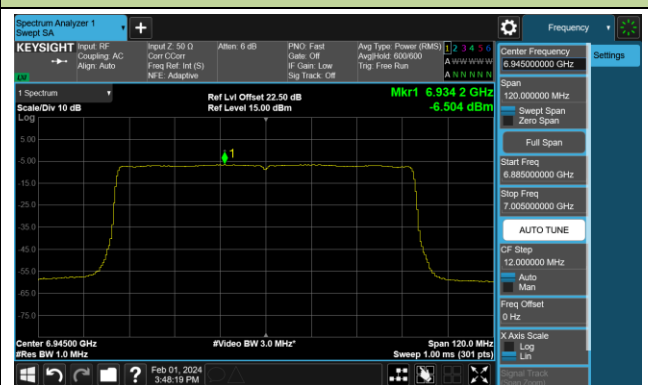 Spectrum Analyzer 1
Swept SA
Frequency
KEYSIGHT
Input: RF
Coupling: AC
Align: Auto
Input Z: 50 Ω
Corr CCorr
Freq Ref: Int (S)
NFE: Adaptive
Atten: 6 dB
PNO: Fast
Gate: Off
IF Gain: Low
Sig Track: Off
Avg Type: Power (RMS)
Avg|Hold: 600/600
Trig: Free Run
1 2 3 4 5 6
A W W W W W
A N N N N N
LXI
1 Spectrum
Scale/Div 10 dB
Ref Lvl Offset 22.50 dB
Ref Level 15.00 dBm
Mkr1 6.934 2 GHz
-6.504 dBm
Log
5.00
-5.00
-15.0
-25.0
-35.0
-45.0
-55.0
-65.0
-75.0
1
Center 6.94500 GHz
#Res BW 1.0 MHz
#Video BW 3.0 MHz*
Span 120.0 MHz
Sweep 1.00 ms (301 pts)
Feb 01, 2024
3:48:19 PM
Center Frequency
6.945000000 GHz
Settings
Span
120.000000 MHz
Swept Span
Zero Span
Full Span
Start Freq
6.885000000 GHz
Stop Freq
7.005000000 GHz
AUTO TUNE
CF Step
12.000000 MHz
Auto
Man
Freq Offset
0 Hz
X Axis Scale
Log
Lin
Signal Track
(Span Zoom)